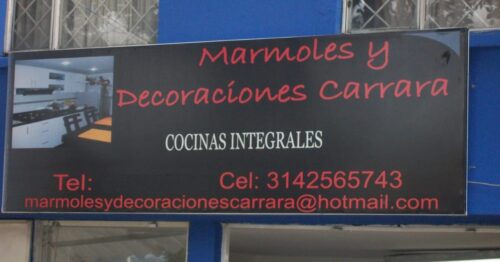 Marmoles y
Decoraciones Carrara
COCINAS INTEGRALES
Tel: Cel: 3142565743
marmolesydecoracionescarrara@hotmail.com